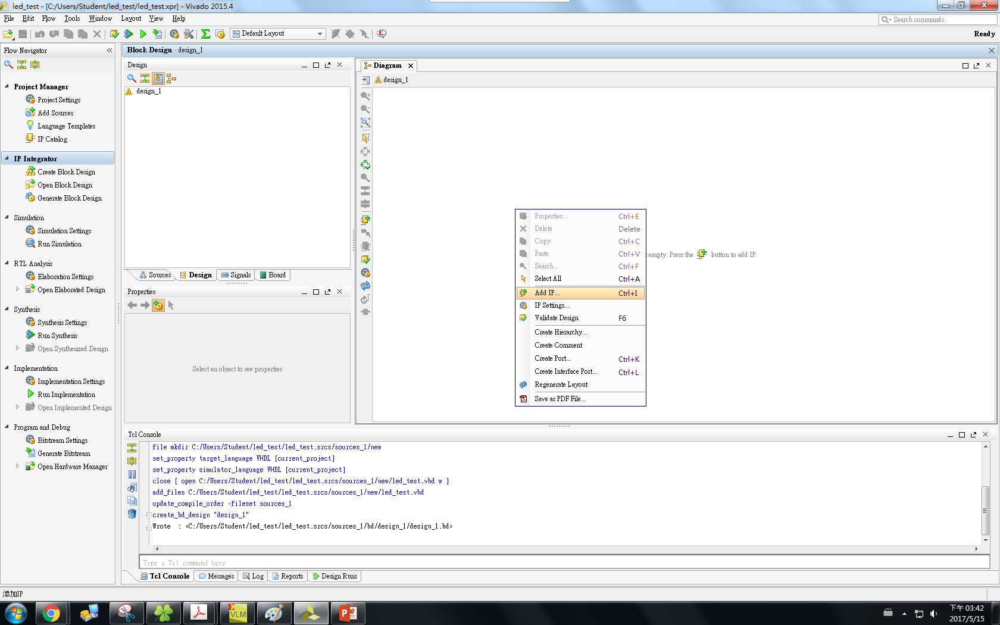 led_test - [C:/Users/Student/led_test/led_test.xpr] - Vivado 2015.4
File Edit Flow Tools Window Layout View Help
Search commands
Default Layout
Ready
Flow Navigator
Project Manager
Project Settings
Add Sources
Language Templates
IP Catalog
IP Integrator
Create Block Design
Open Block Design
Generate Block Design
Simulation
Simulation Settings
Run Simulation
RTL Analysis
Elaboration Settings
Open Elaborated Design
Synthesis
Synthesis Settings
Run Synthesis
Open Synthesized Design
Implementation
Implementation Settings
Run Implementation
Open Implemented Design
Program and Debug
Bitstream Settings
Generate Bitstream
Open Hardware Manager
Block Design - design_1
Design
design_1
Sources Design Signals Board
Properties
Select an object to see properties
Diagram
design_1
empty. Press the button to add IP.
Properties... Ctrl+E
Delete Delete
Copy Ctrl+C
Paste Ctrl+V
Search... Ctrl+F
Select All Ctrl+A
Add IP... Ctrl+I
IP Settings...
Validate Design F6
Create Hierarchy...
Create Comment
Create Port... Ctrl+K
Create Interface Port... Ctrl+L
Regenerate Layout
Save as PDF File...
Tcl Console
file mkdir C:/Users/Student/led_test/led_test.srcs/sources_1/new
set_property target_language VHDL [current_project]
set_property simulator_language VHDL [current_project]
close [ open C:/Users/Student/led_test/led_test.srcs/sources_1/new/led_test.vhd w ]
add_files C:/Users/Student/led_test/led_test.srcs/sources_1/new/led_test.vhd
update_compile_order -fileset sources_1
create_bd_design "design_1"
Wrote : <C:/Users/Student/led_test/led_test.srcs/sources_1/bd/design_1/design_1.bd>
Type a Tcl command here
Tcl Console Messages Log Reports Design Runs
添加IP
VLM
下午 03:42
2017/5/15